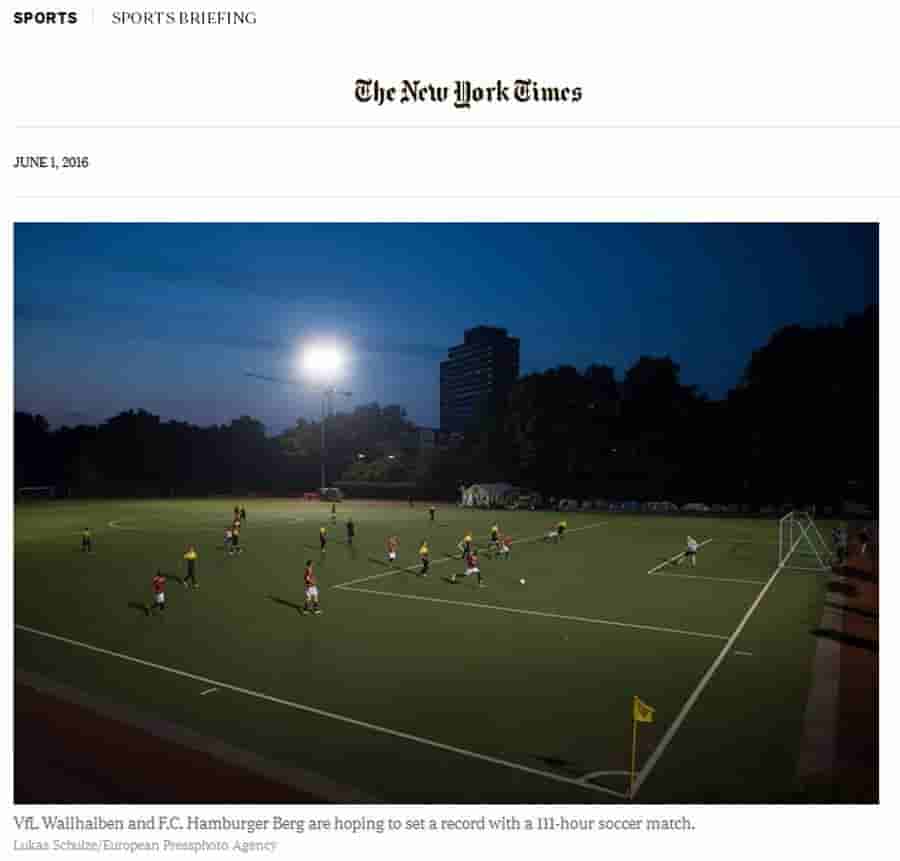 SPORTS SPORTS BRIEFING
The New York Times
JUNE 1, 2016
VfL Wallhalben and F.C. Hamburger Berg are hoping to set a record with a 111-hour soccer match.
Lukas Schulze/European Pressphoto Agency